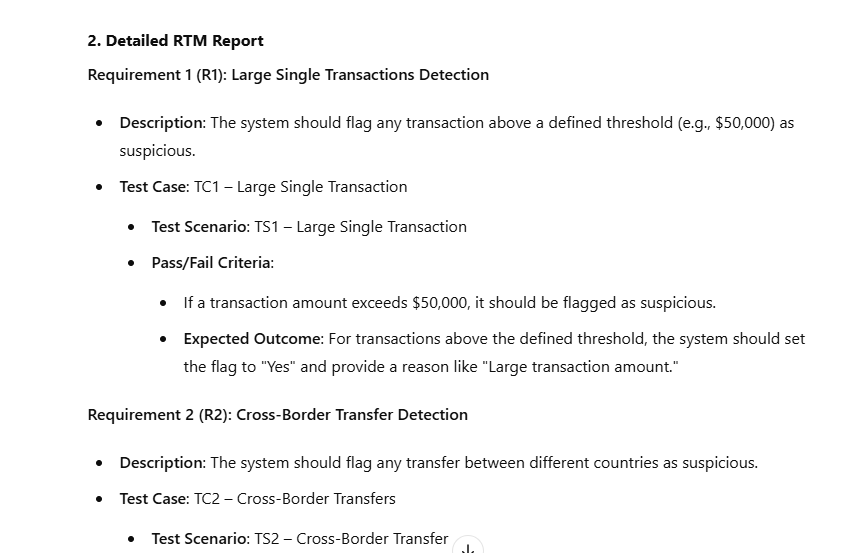 2. Detailed RTM Report
Requirement 1 (R1): Large Single Transactions Detection
• Description: The system should flag any transaction above a defined threshold (e.g., $50,000) as
suspicious.
• Test Case: TC1 – Large Single Transaction
• Test Scenario: TS1 – Large Single Transaction
• Pass/Fail Criteria:
• If a transaction amount exceeds $50,000, it should be flagged as suspicious.
• Expected Outcome: For transactions above the defined threshold, the system should set
the flag to "Yes" and provide a reason like "Large transaction amount."
Requirement 2 (R2): Cross-Border Transfer Detection
• Description: The system should flag any transfer between different countries as suspicious.
• Test Case: TC2 – Cross-Border Transfers
• Test Scenario: TS2 – Cross-Border Transfer